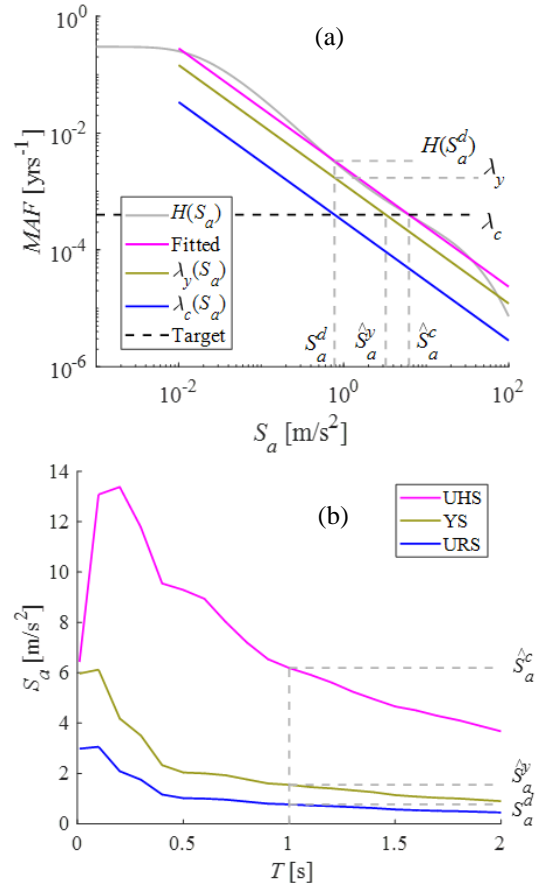 (a)
10^0
10^-2
10^-4
10^-6
MAF [yrs^-1]
H(S_a^d)
λ_y
λ_c
H(S_a)
Fitted
λ_y(S_a)
λ_c(S_a)
Target
S_a^d
Ŝ_a^y
Ŝ_a^c
10^-2
10^0
10^2
S_a [m/s^2]
(b)
14
12
10
8
6
4
2
0
S_a [m/s^2]
UHS
YS
URS
Ŝ_a^c
Ŝ_a^y
S_a^d
0
0.5
1
1.5
2
T [s]